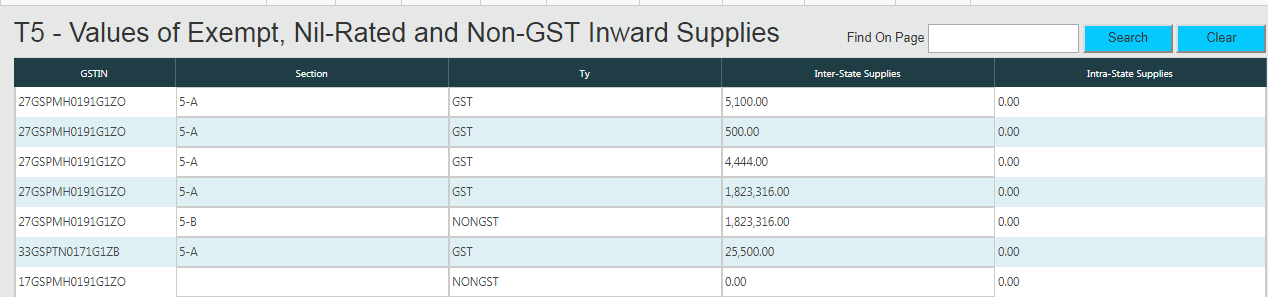 T5 - Values of Exempt, Nil-Rated and Non-GST Inward Supplies Find On Page Search Clear
GSTIN Section Ty Inter-State Supplies Intra-State Supplies
27GSPMH0191G1ZO 5-A GST 5,100.00 0.00
27GSPMH0191G1ZO 5-A GST 500.00 0.00
27GSPMH0191G1ZO 5-A GST 4,444.00 0.00
27GSPMH0191G1ZO 5-A GST 1,823,316.00 0.00
27GSPMH0191G1ZO 5-B NONGST 1,823,316.00 0.00
33GSPTN0171G1ZB 5-A GST 25,500.00 0.00
17GSPMH0191G1ZO NONGST 0.00 0.00